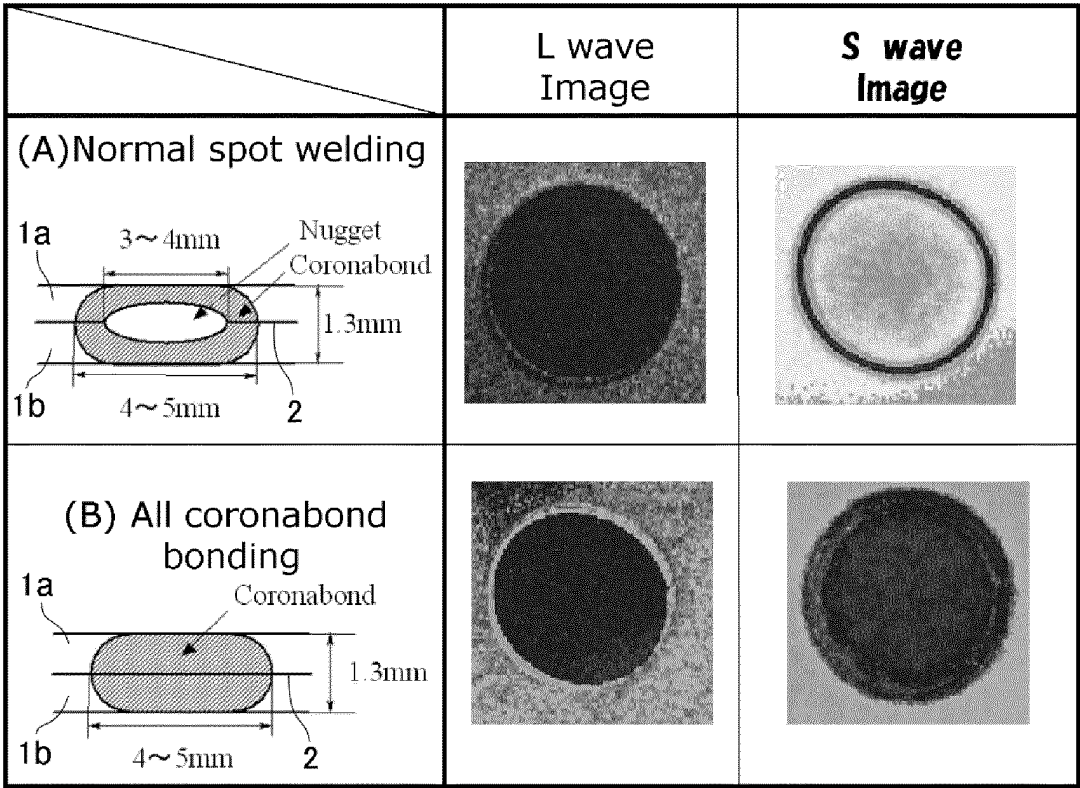 L wave
Image
S wave
Image
(A)Normal spot welding
1a
3～4mm
Nugget
Coronabond
1.3mm
1b
4～5mm
2
(B) All coronabond
bonding
1a
Coronabond
1.3mm
1b
4～5mm
2